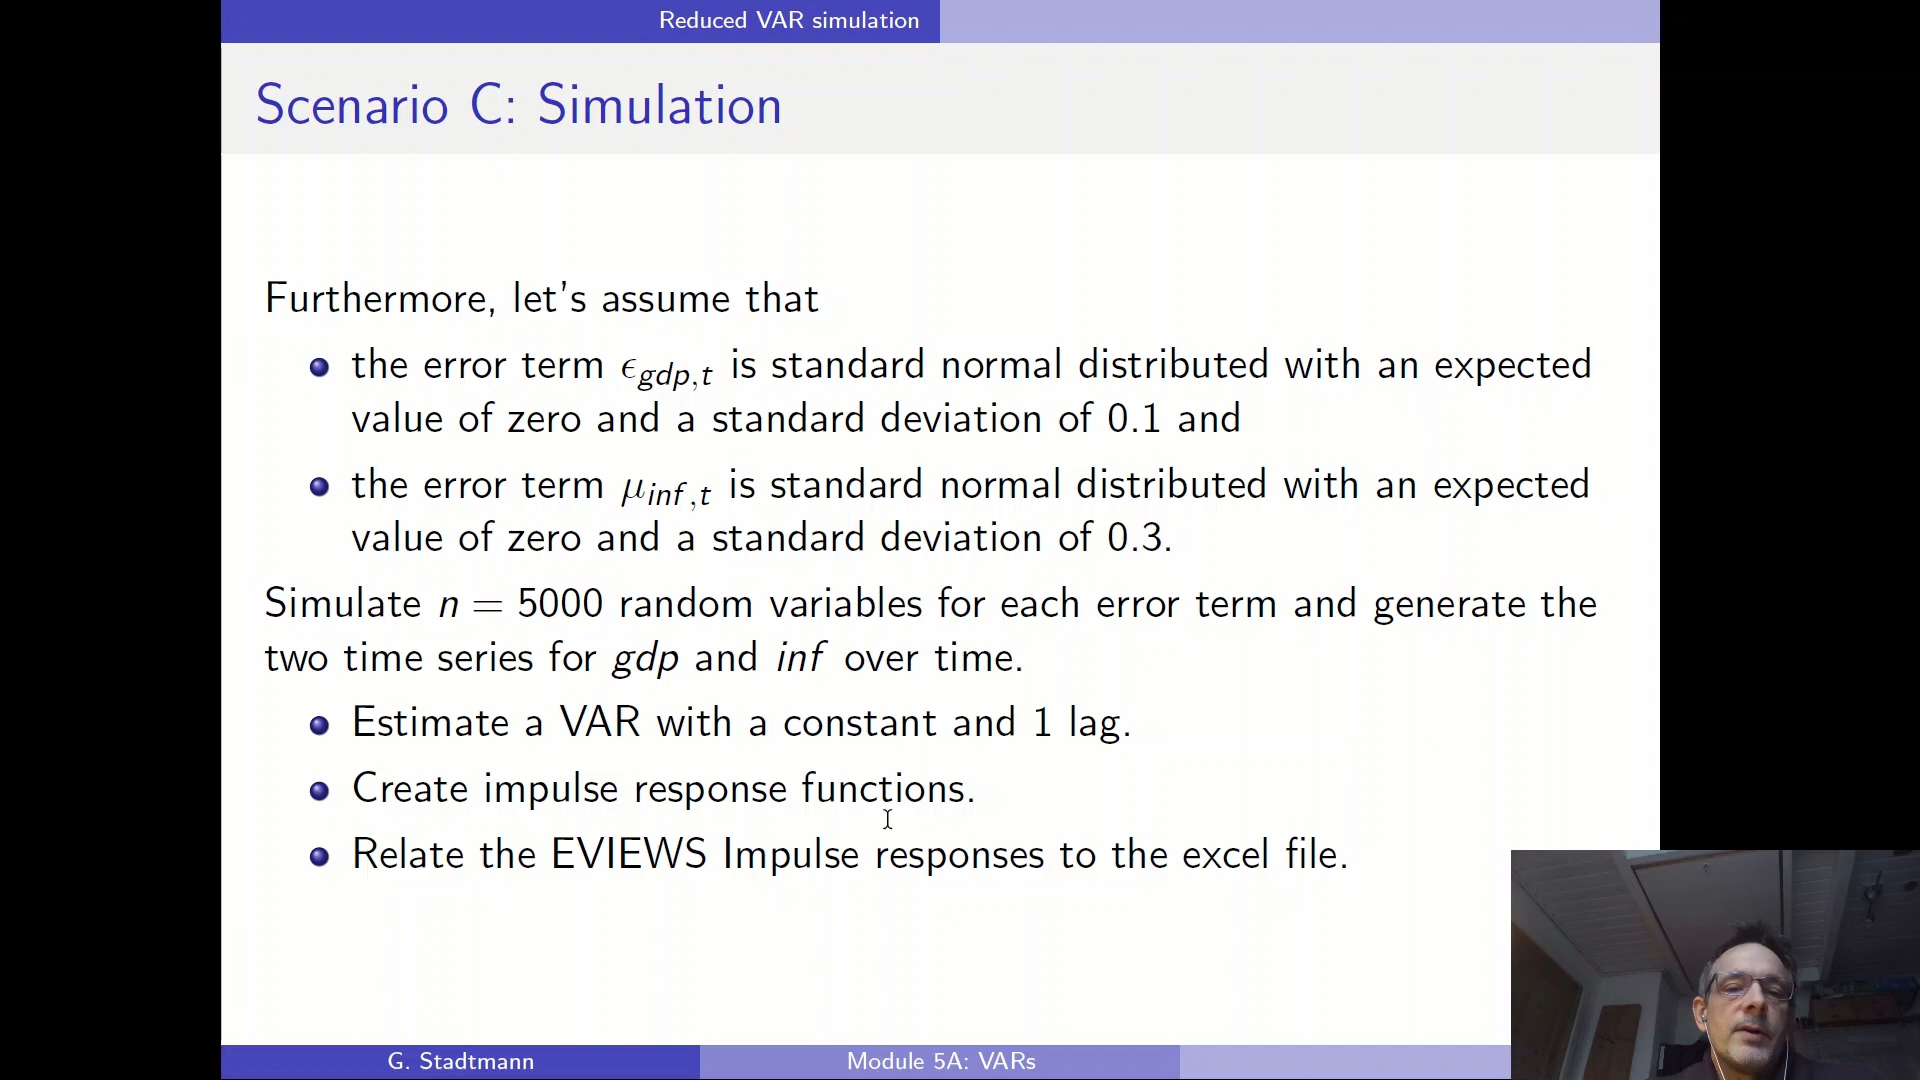 Reduced VAR simulation
Scenario C: Simulation
Furthermore, let's assume that
the error term ϵgdp,t is standard normal distributed with an expected
value of zero and a standard deviation of 0.1 and
the error term μinf,t is standard normal distributed with an expected
value of zero and a standard deviation of 0.3.
Simulate n = 5000 random variables for each error term and generate the
two time series for gdp and inf over time.
Estimate a VAR with a constant and 1 lag.
Create impulse response functions.
Relate the EVIEWS Impulse responses to the excel file.
G. Stadtmann
Module 5A: VARs